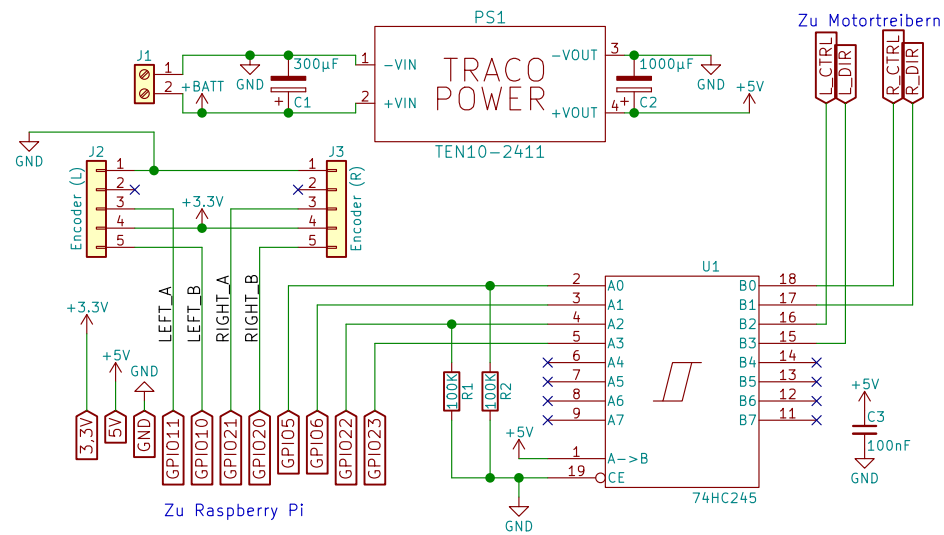 PS1
Zu Motortreibern
J1
1
2
+BATT
GND
300µF
+
C1
1
-VIN
2
+VIN
TRACO
POWER
-VOUT
3
+VOUT
4
TEN10-2411
1000µF
+
C2
GND
+5V
L_CTRL
L_DIR
R_CTRL
R_DIR
GND
J2
Encoder (L)
1
2
3
4
5
+3.3V
J3
Encoder (R)
1
2
3
4
5
LEFT_A
LEFT_B
RIGHT_A
RIGHT_B
U1
2
A0
3
A1
4
A2
5
A3
6
A4
7
A5
8
A6
9
A7
1
A->B
19
CE
B0
18
B1
17
B2
16
B3
15
B4
14
B5
13
B6
12
B7
11
74HC245
100K
R1
100K
R2
+5V
GND
+5V
C3
100nF
GND
+3.3V
+5V
GND
3.3V
5V
GND
GPIO11
GPIO10
GPIO21
GPIO20
GPIO5
GPIO6
GPIO22
GPIO23
Zu Raspberry Pi